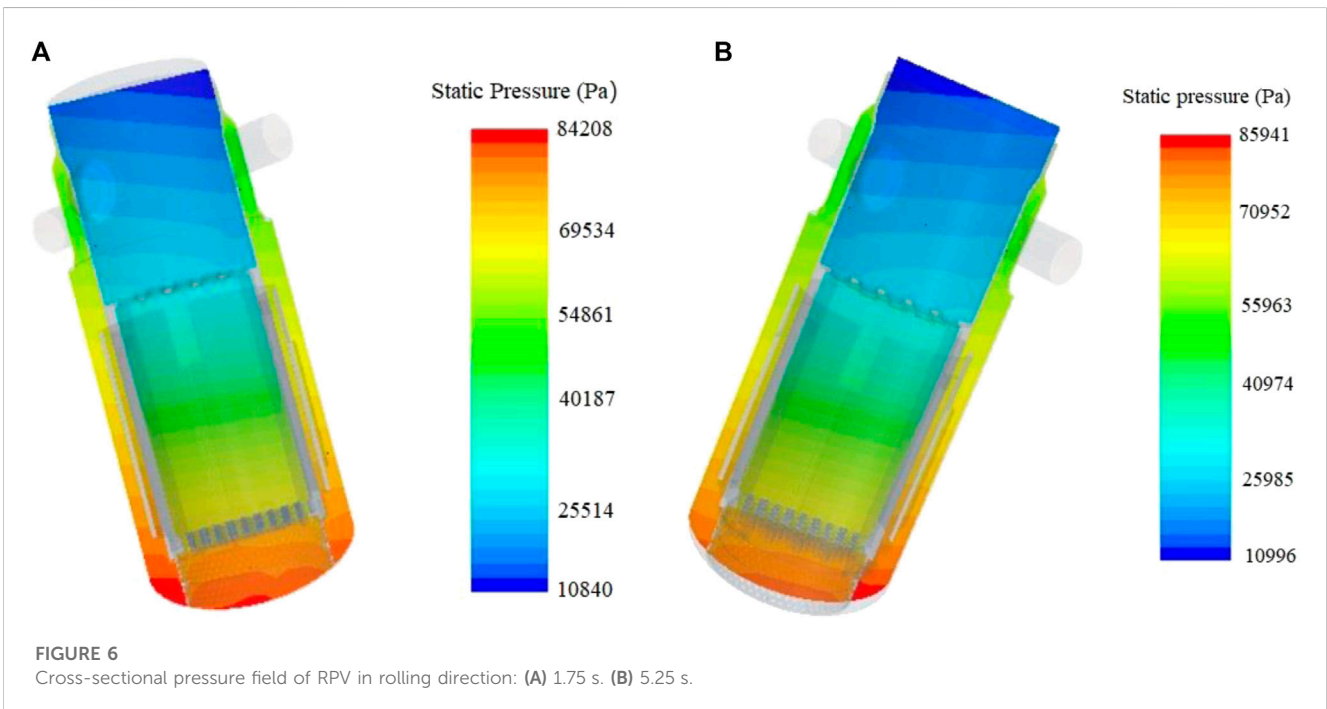 A
Static Pressure (Pa)
84208
69534
54861
40187
25514
10840
B
Static pressure (Pa)
85941
70952
55963
40974
25985
10996
FIGURE 6
Cross-sectional pressure field of RPV in rolling direction: (A) 1.75 s. (B) 5.25 s.